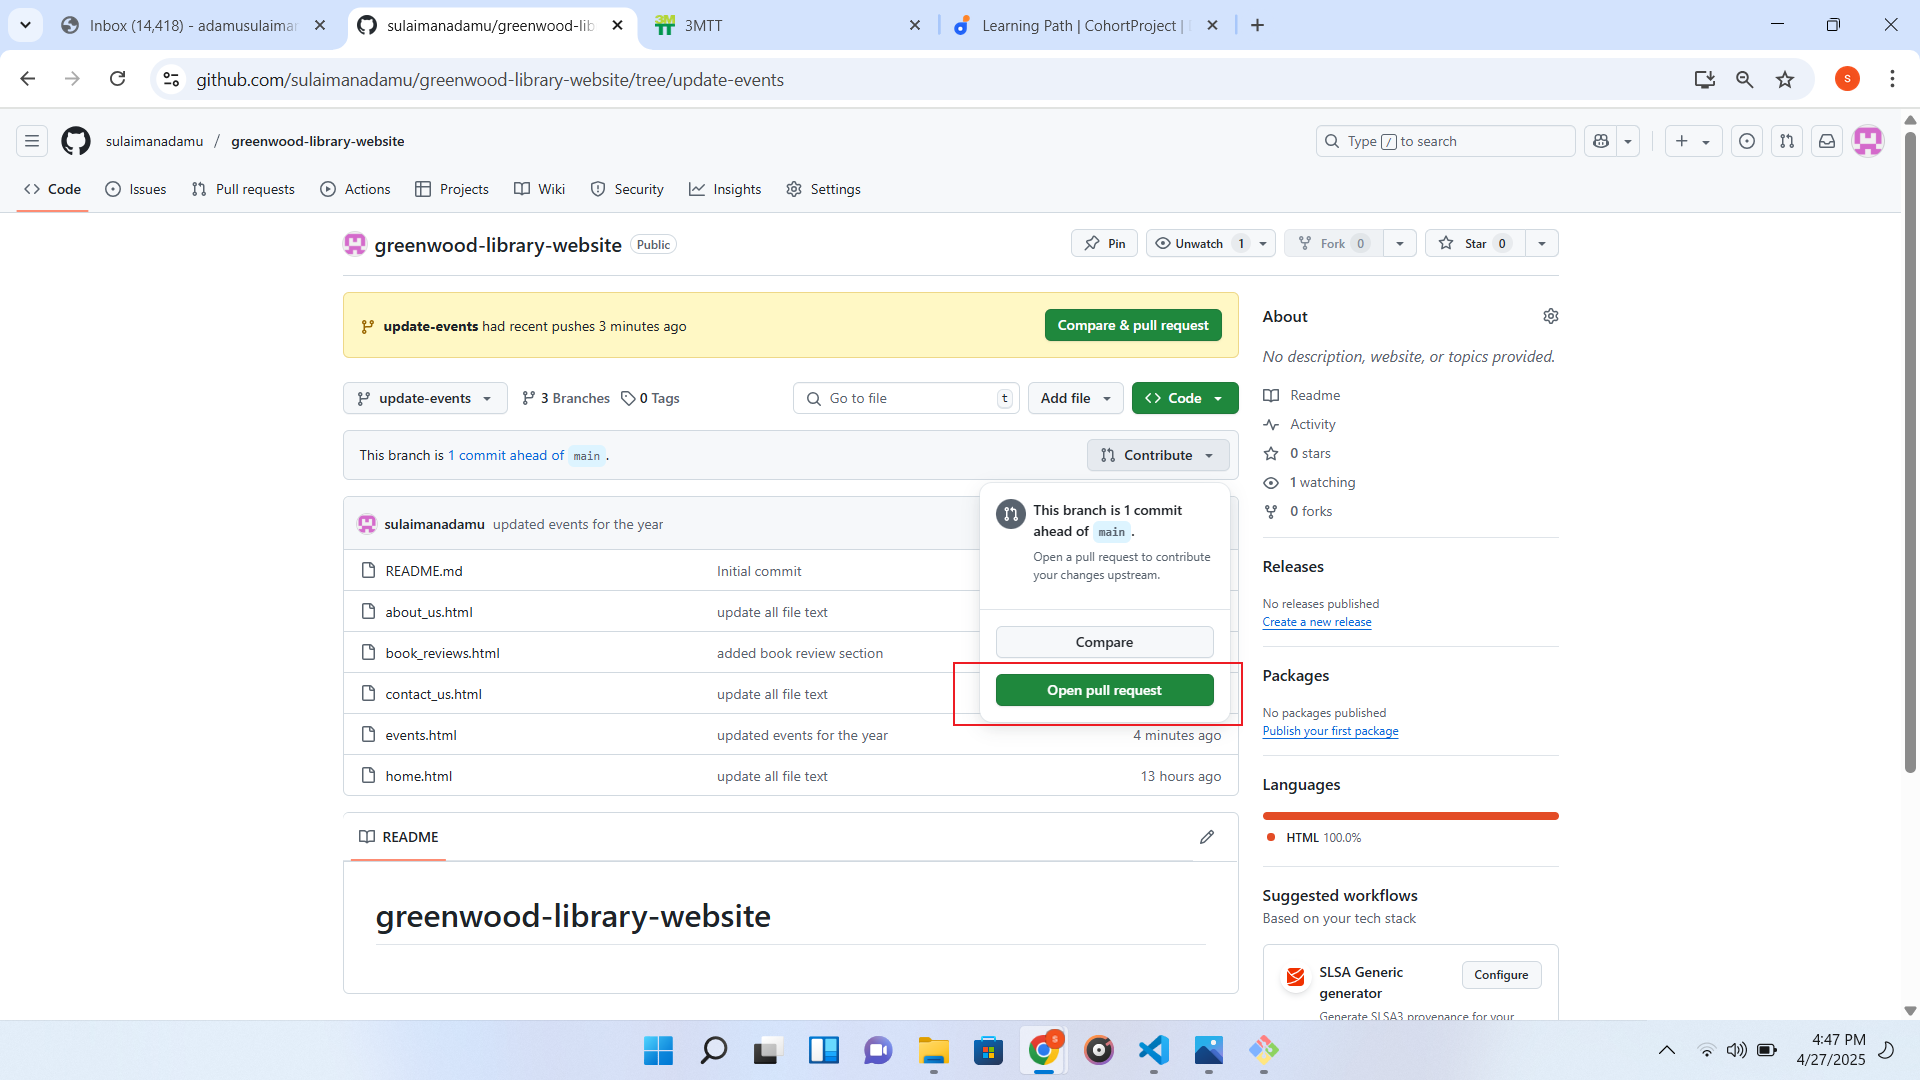 Inbox (14,418) - adamusulaiman
sulaimanadamu/greenwood-lib
3MTT
Learning Path | CohortProject |
github.com/sulaimanadamu/greenwood-library-website/tree/update-events
S
sulaimanadamu / greenwood-library-website
Type / to search
Code
Issues
Pull requests
Actions
Projects
Wiki
Security
Insights
Settings
greenwood-library-website Public
Pin
Unwatch 1
Fork 0
Star 0
update-events had recent pushes 3 minutes ago
Compare & pull request
update-events
3 Branches
0 Tags
Go to file t
Add file
Code
This branch is 1 commit ahead of main .
Contribute
This branch is 1 commit
ahead of main .
Open a pull request to contribute
your changes upstream.
Compare
Open pull request
sulaimanadamu updated events for the year
README.md Initial commit
about_us.html update all file text
book_reviews.html added book review section
contact_us.html update all file text
events.html updated events for the year 4 minutes ago
home.html update all file text 13 hours ago
README
greenwood-library-website
About
No description, website, or topics provided.
Readme
Activity
0 stars
1 watching
0 forks
Releases
No releases published
Create a new release
Packages
No packages published
Publish your first package
Languages
HTML 100.0%
Suggested workflows
Based on your tech stack
SLSA Generic
generator
Configure
Generate SLSA3 provenance for your
4:47 PM
4/27/2025